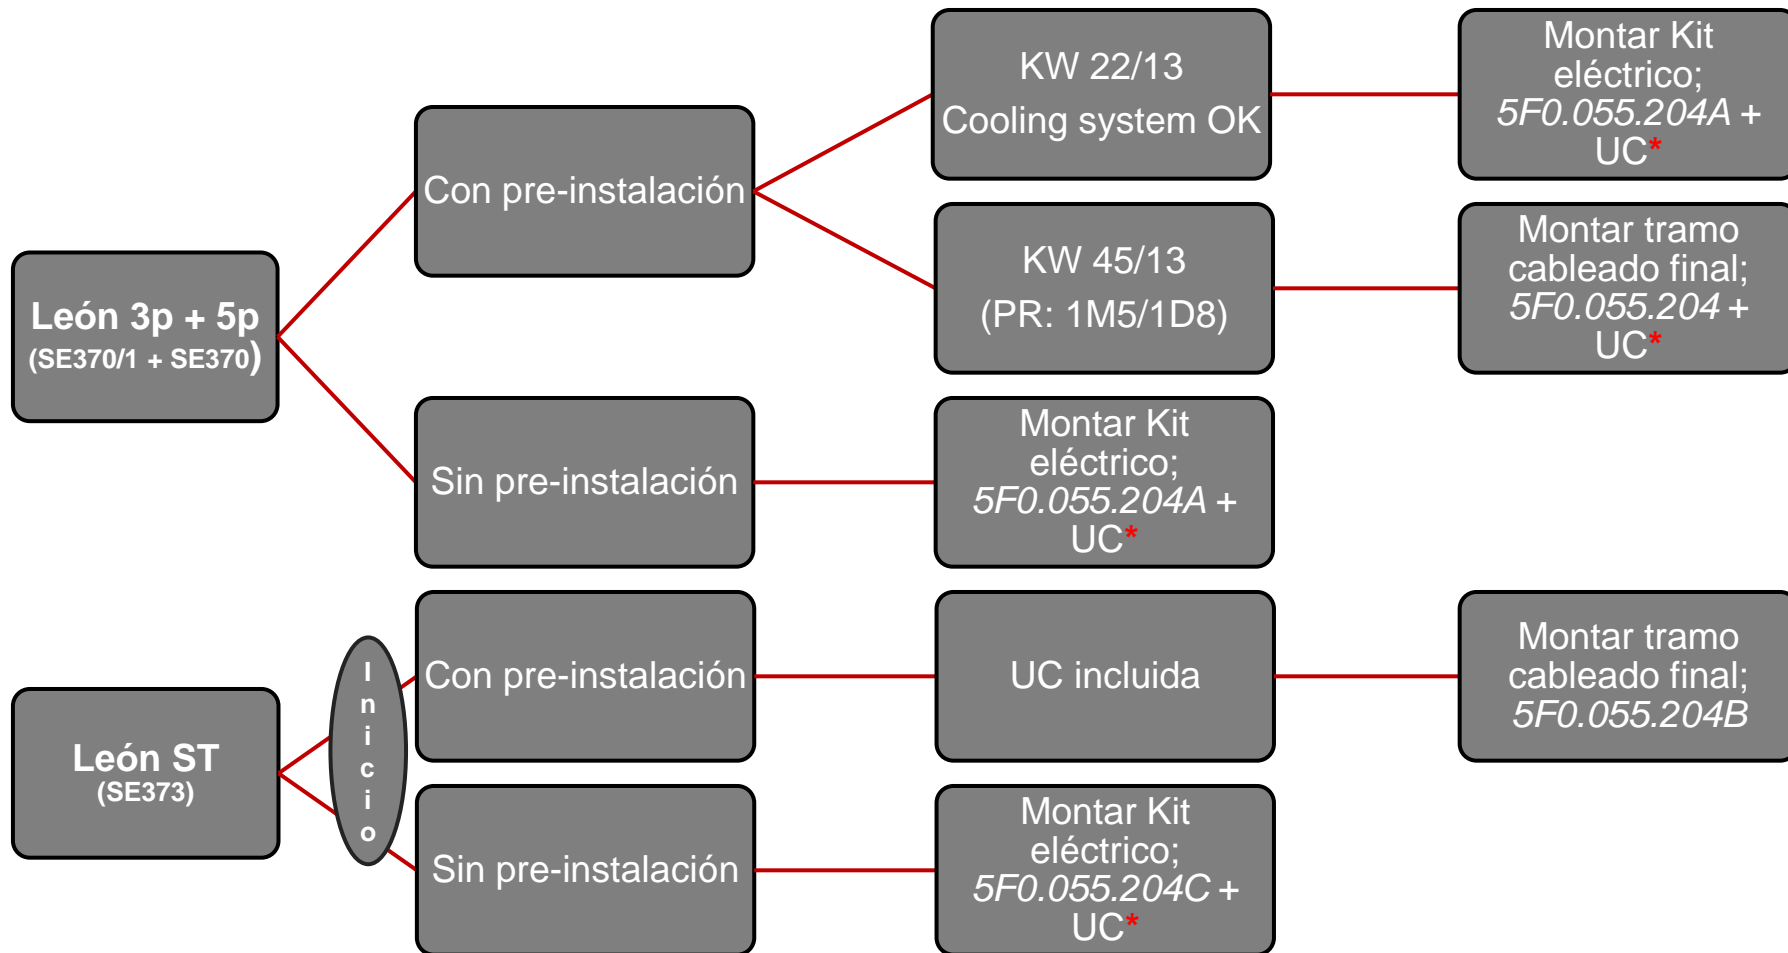 KW 22/13
Cooling system OK
Montar Kit
eléctrico;
5F0.055.204A +
UC*
Con pre-instalación
KW 45/13
(PR: 1M5/1D8)
Montar tramo
cableado final;
5F0.055.204 +
UC*
León 3p + 5p
(SE370/1 + SE370)
Sin pre-instalación
Montar Kit
eléctrico;
5F0.055.204A +
UC*
León ST
(SE373)
Inicio
Con pre-instalación
UC incluida
Montar tramo
cableado final;
5F0.055.204B
Sin pre-instalación
Montar Kit
eléctrico;
5F0.055.204C +
UC*